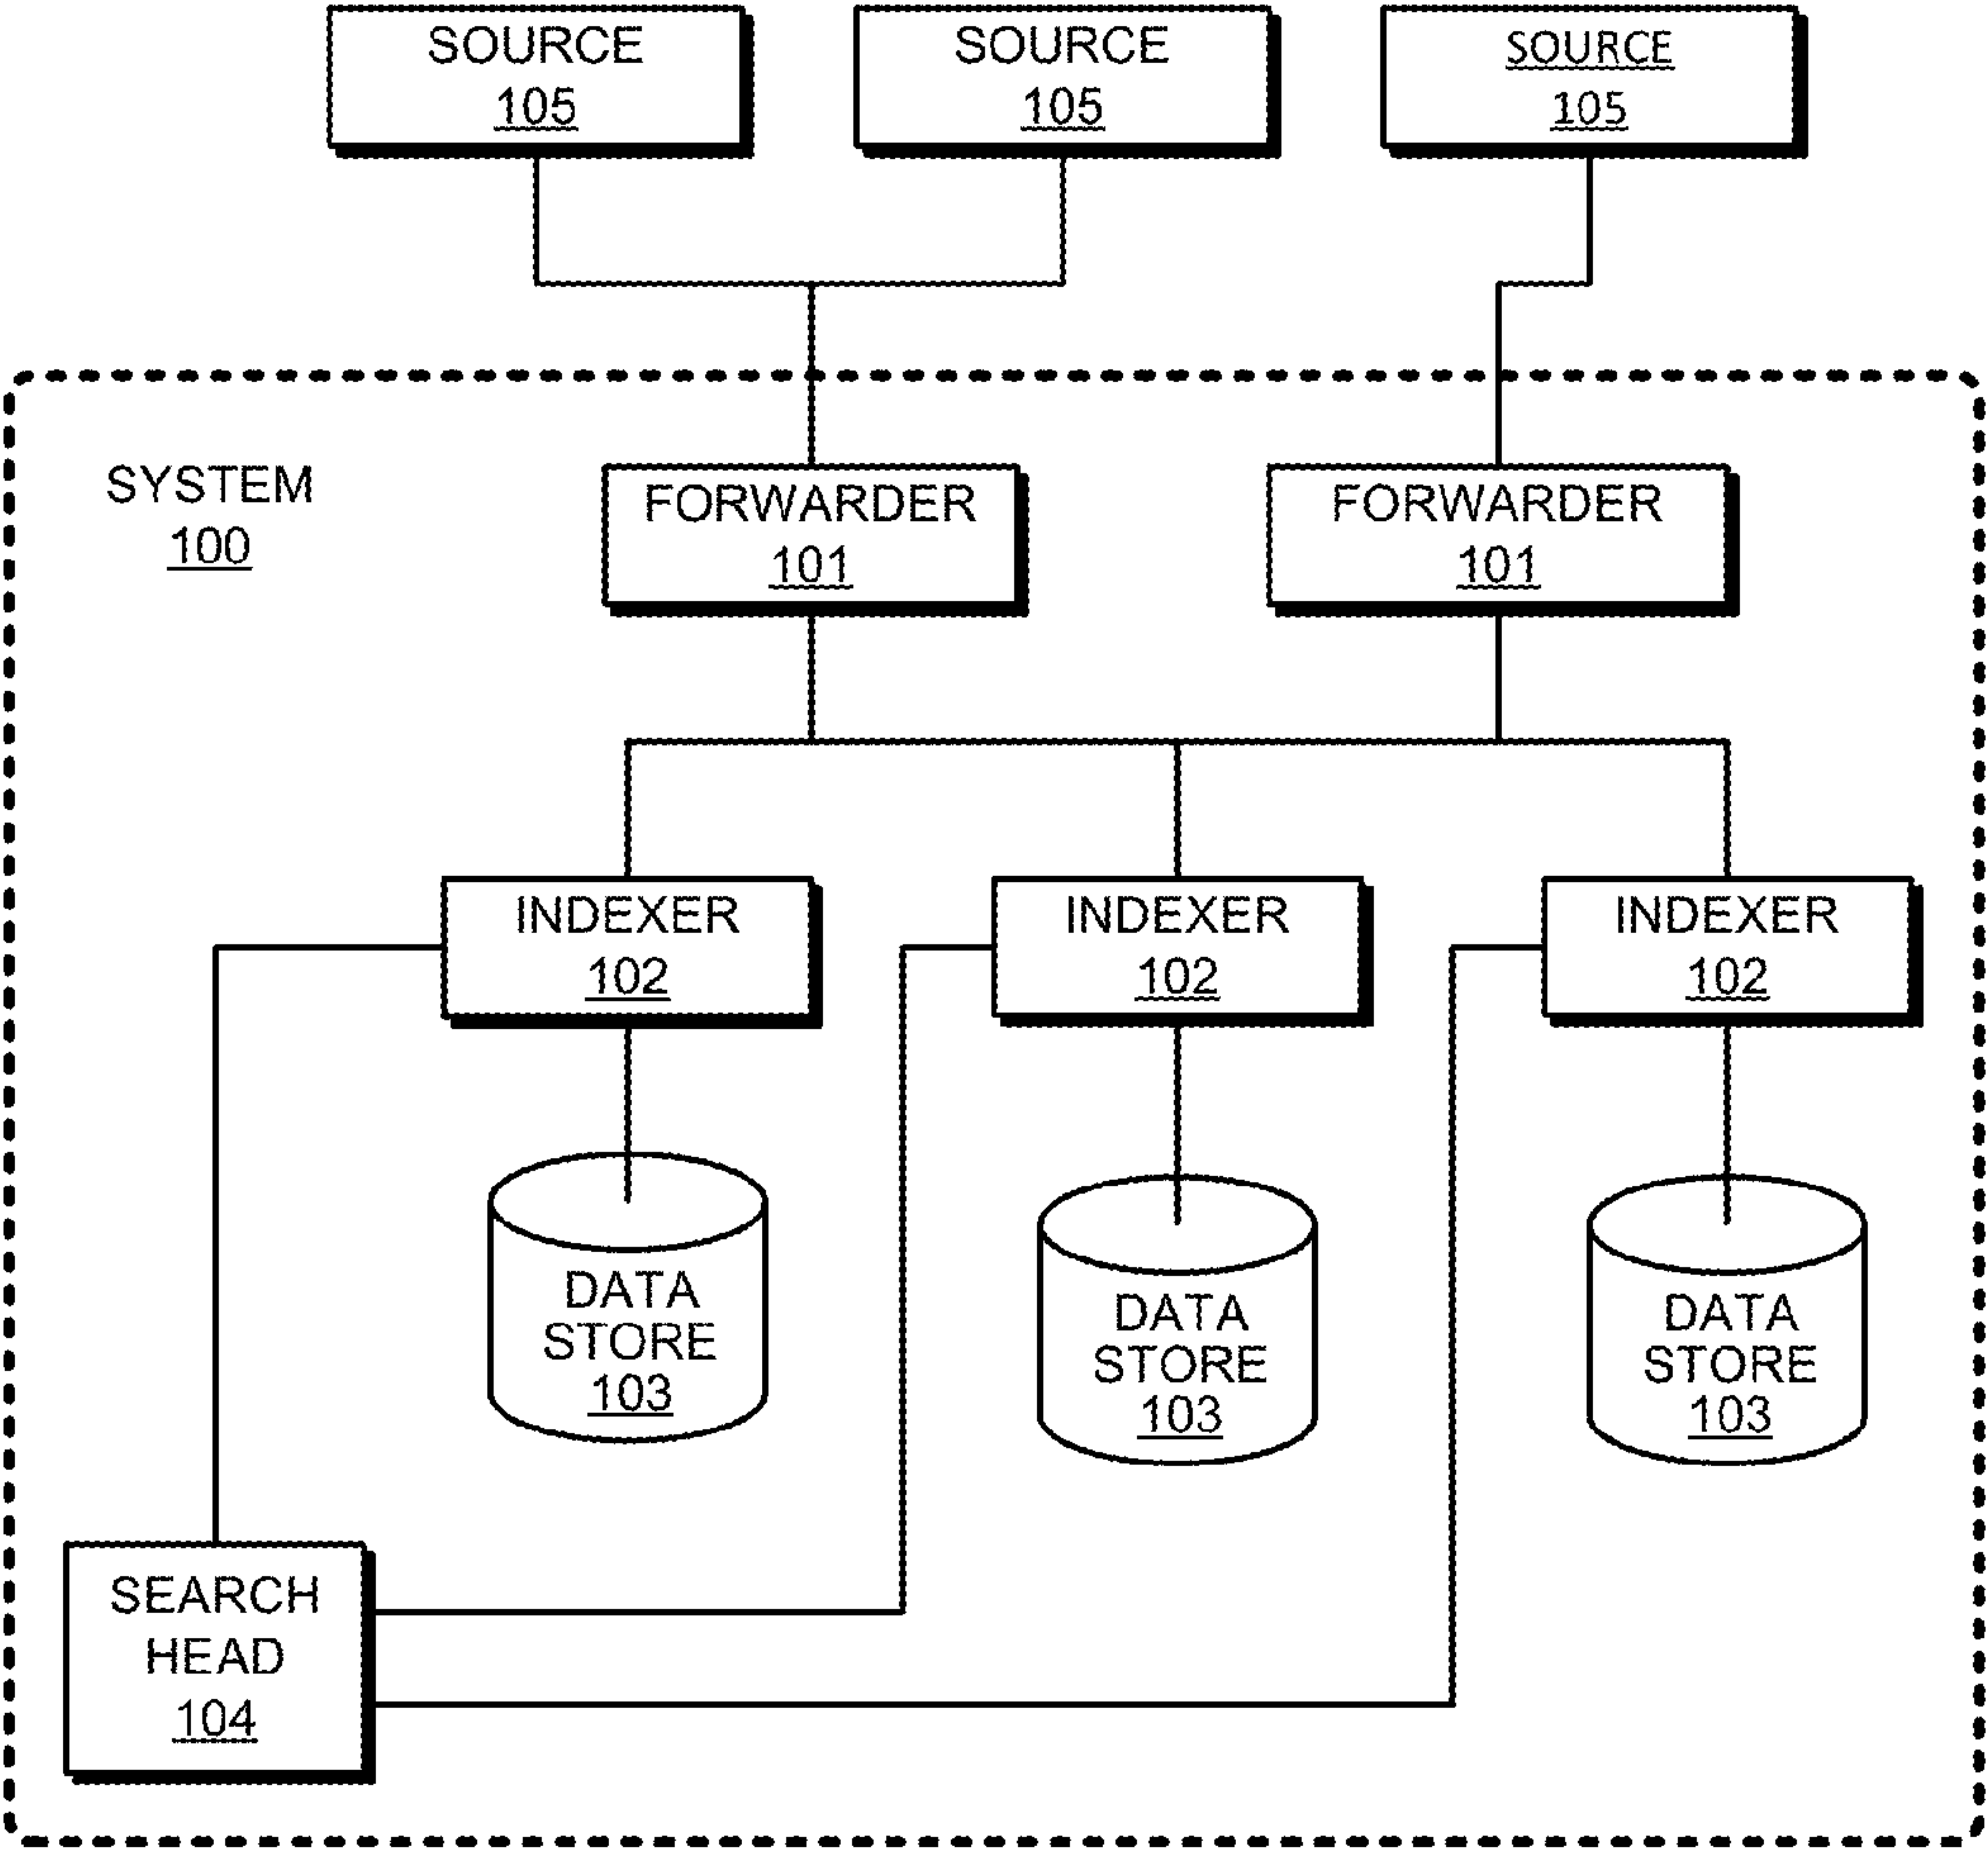 SOURCE
105
SOURCE
105
SOURCE
105
SYSTEM
100
FORWARDER
101
FORWARDER
101
INDEXER
102
INDEXER
102
INDEXER
102
DATA
STORE
103
DATA
STORE
103
DATA
STORE
103
SEARCH
HEAD
104